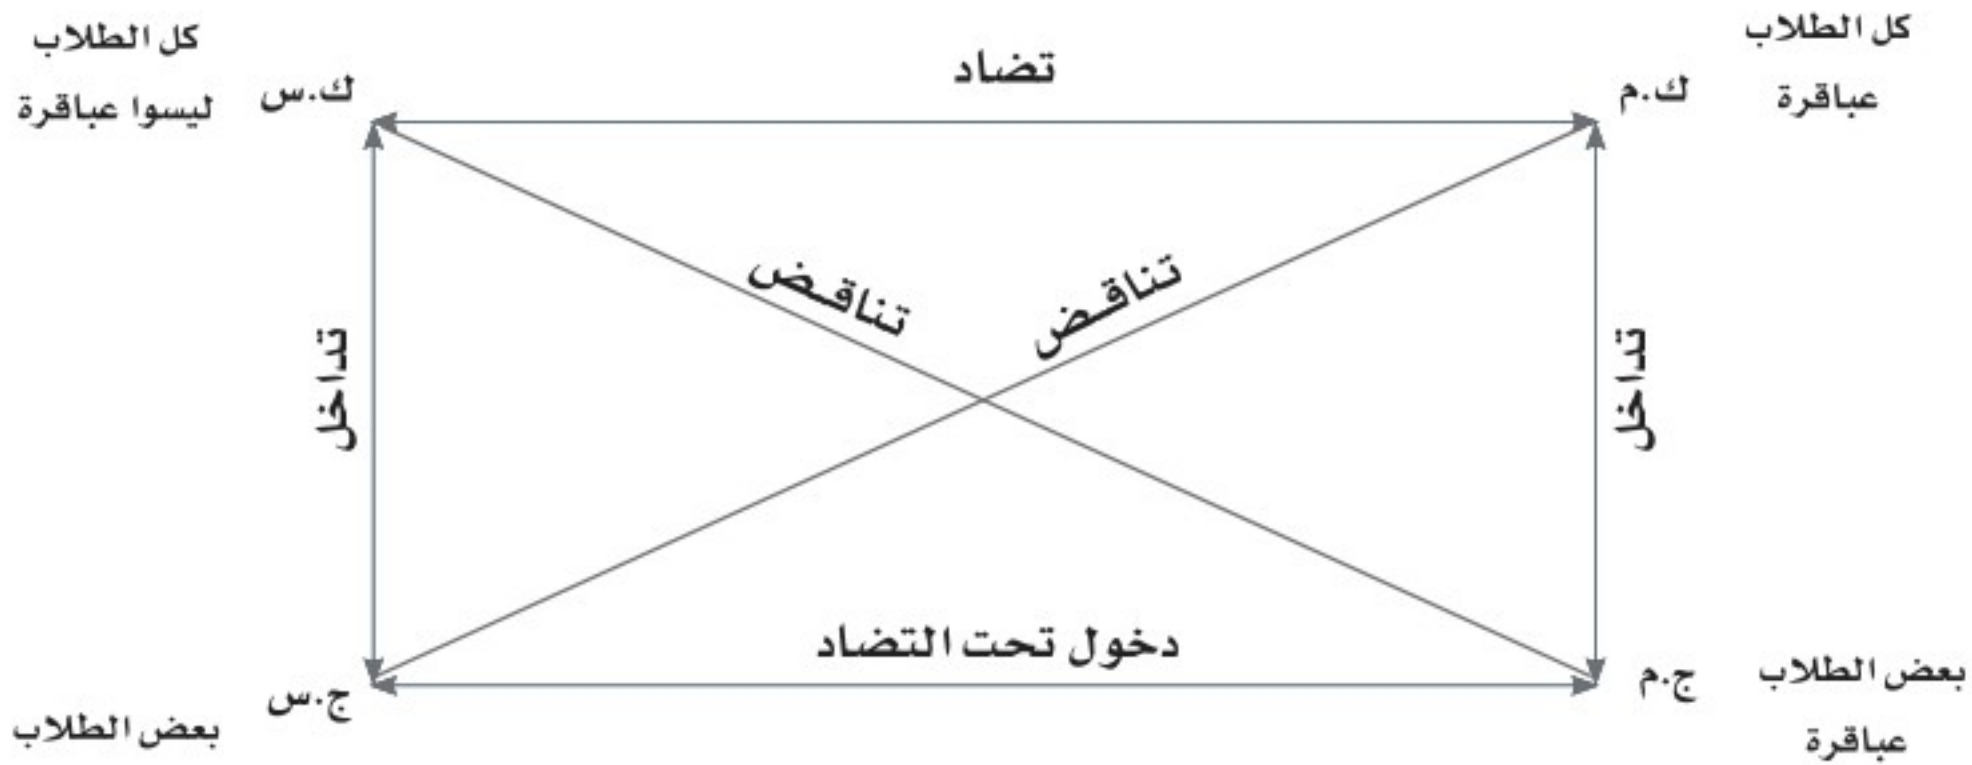 كل الطلاب
عباقرة
ك.م
تضاد
ك.س
كل الطلاب
ليسوا عباقرة
تناقض
تناقض
تداخل
تداخل
دخول تحت التضاد
ج.م
بعض الطلاب
عباقرة
ج.س
بعض الطلاب